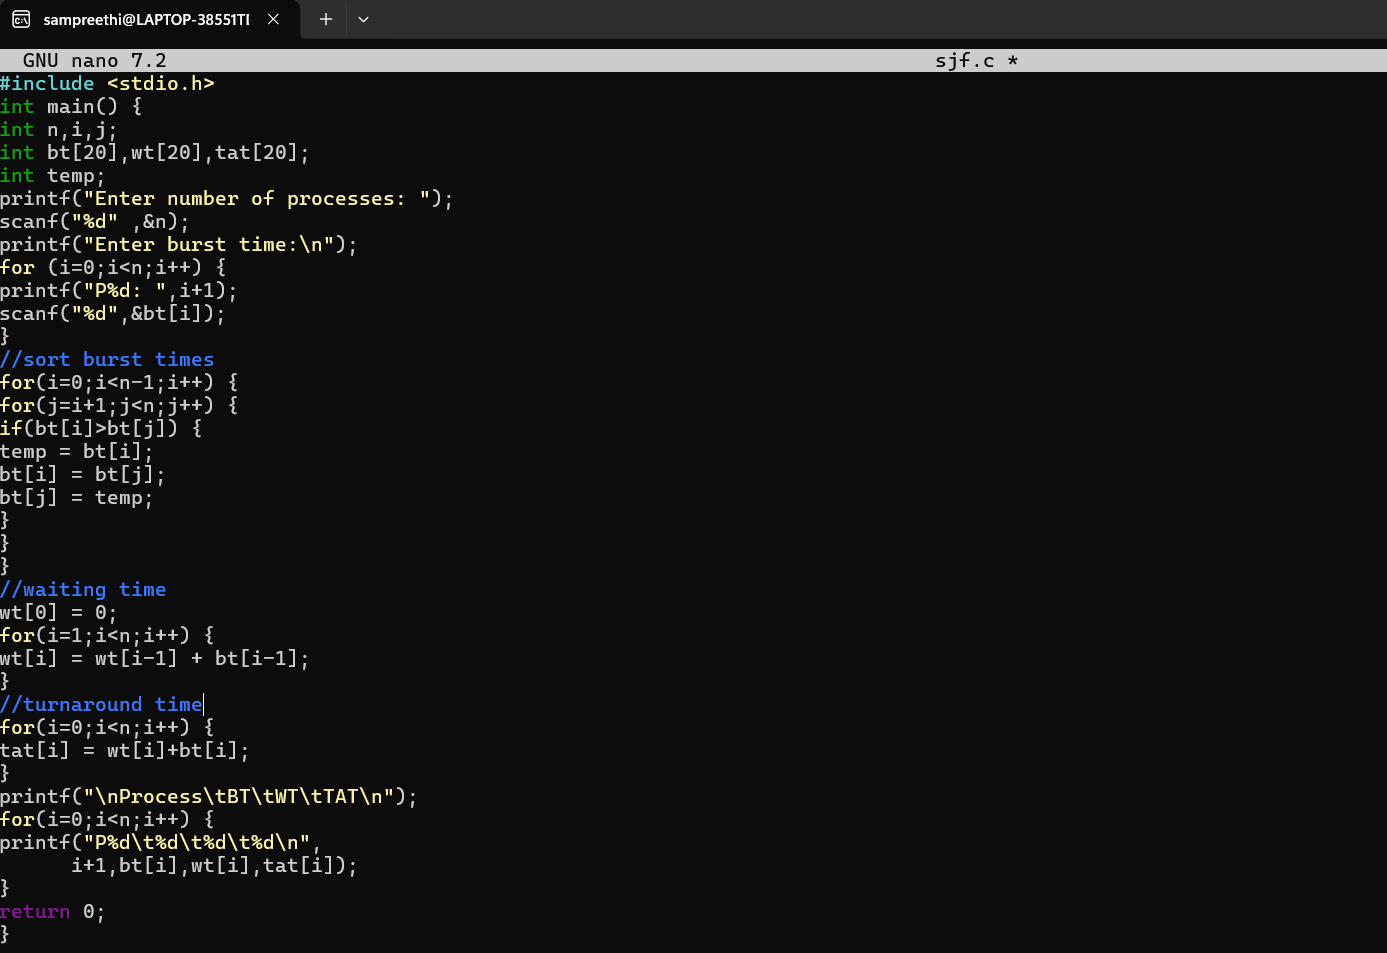 sampreethi@LAPTOP-38551TI
GNU nano 7.2 sjf.c *
#include <stdio.h>
int main() {
int n,i,j;
int bt[20],wt[20],tat[20];
int temp;
printf("Enter number of processes: ");
scanf("%d" ,&n);
printf("Enter burst time:\n");
for (i=0;i<n;i++) {
printf("P%d: ",i+1);
scanf("%d",&bt[i]);
}
//sort burst times
for(i=0;i<n-1;i++) {
for(j=i+1;j<n;j++) {
if(bt[i]>bt[j]) {
temp = bt[i];
bt[i] = bt[j];
bt[j] = temp;
}
}
}
//waiting time
wt[0] = 0;
for(i=1;i<n;i++) {
wt[i] = wt[i-1] + bt[i-1];
}
//turnaround time
for(i=0;i<n;i++) {
tat[i] = wt[i]+bt[i];
}
printf("\nProcess\tBT\tWT\tTAT\n");
for(i=0;i<n;i++) {
printf("P%d\t%d\t%d\t%d\n",
      i+1,bt[i],wt[i],tat[i]);
}
return 0;
}